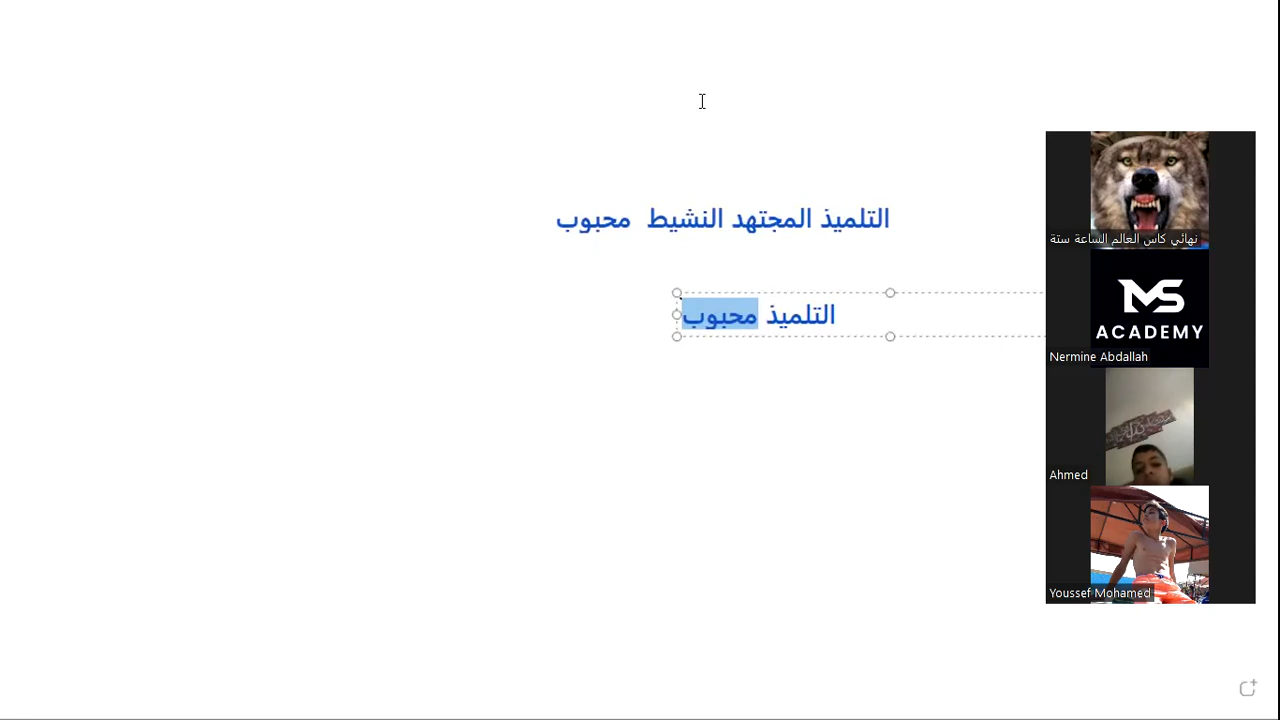 التلميذ المجتهد النشيط محبوب
التلميذ محبوب
نهائي كاس العالم الساعة ستة
MS
ACADEMY
Nermine Abdallah
Ahmed
Youssef Mohamed